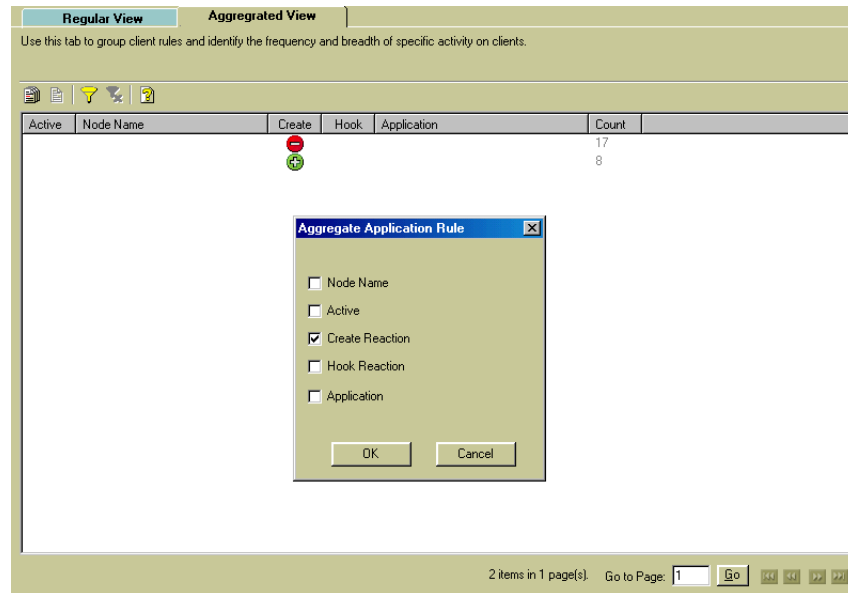 Regular View Aggregrated View
Use this tab to group client rules and identify the frequency and breadth of specific activity on clients.
Active Node Name Create Hook Application Count
17
8
Aggregate Application Rule
Node Name
Active
Create Reaction
Hook Reaction
Application
OK Cancel
2 items in 1 page(s). Go to Page: 1 Go